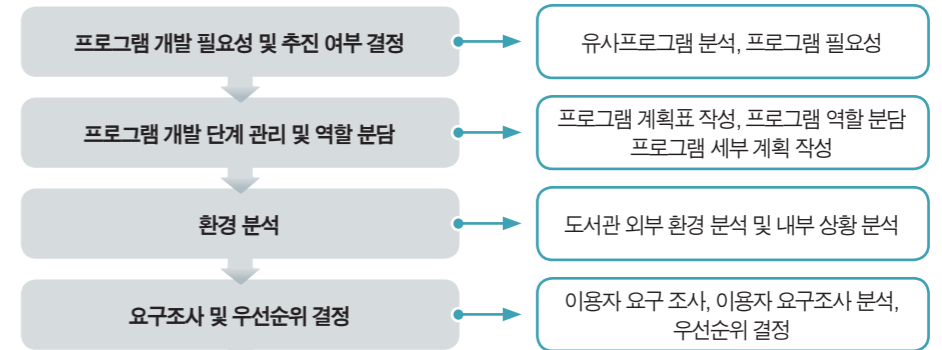 프로그램 개발 필요성 및 추진 여부 결정
유사프로그램 분석, 프로그램 필요성
프로그램 개발 단계 관리 및 역할 분담
프로그램 계획표 작성, 프로그램 역할 분담
프로그램 세부 계획 작성
환경 분석
도서관 외부 환경 분석 및 내부 상황 분석
요구조사 및 우선순위 결정
이용자 요구 조사, 이용자 요구조사 분석,
우선순위 결정